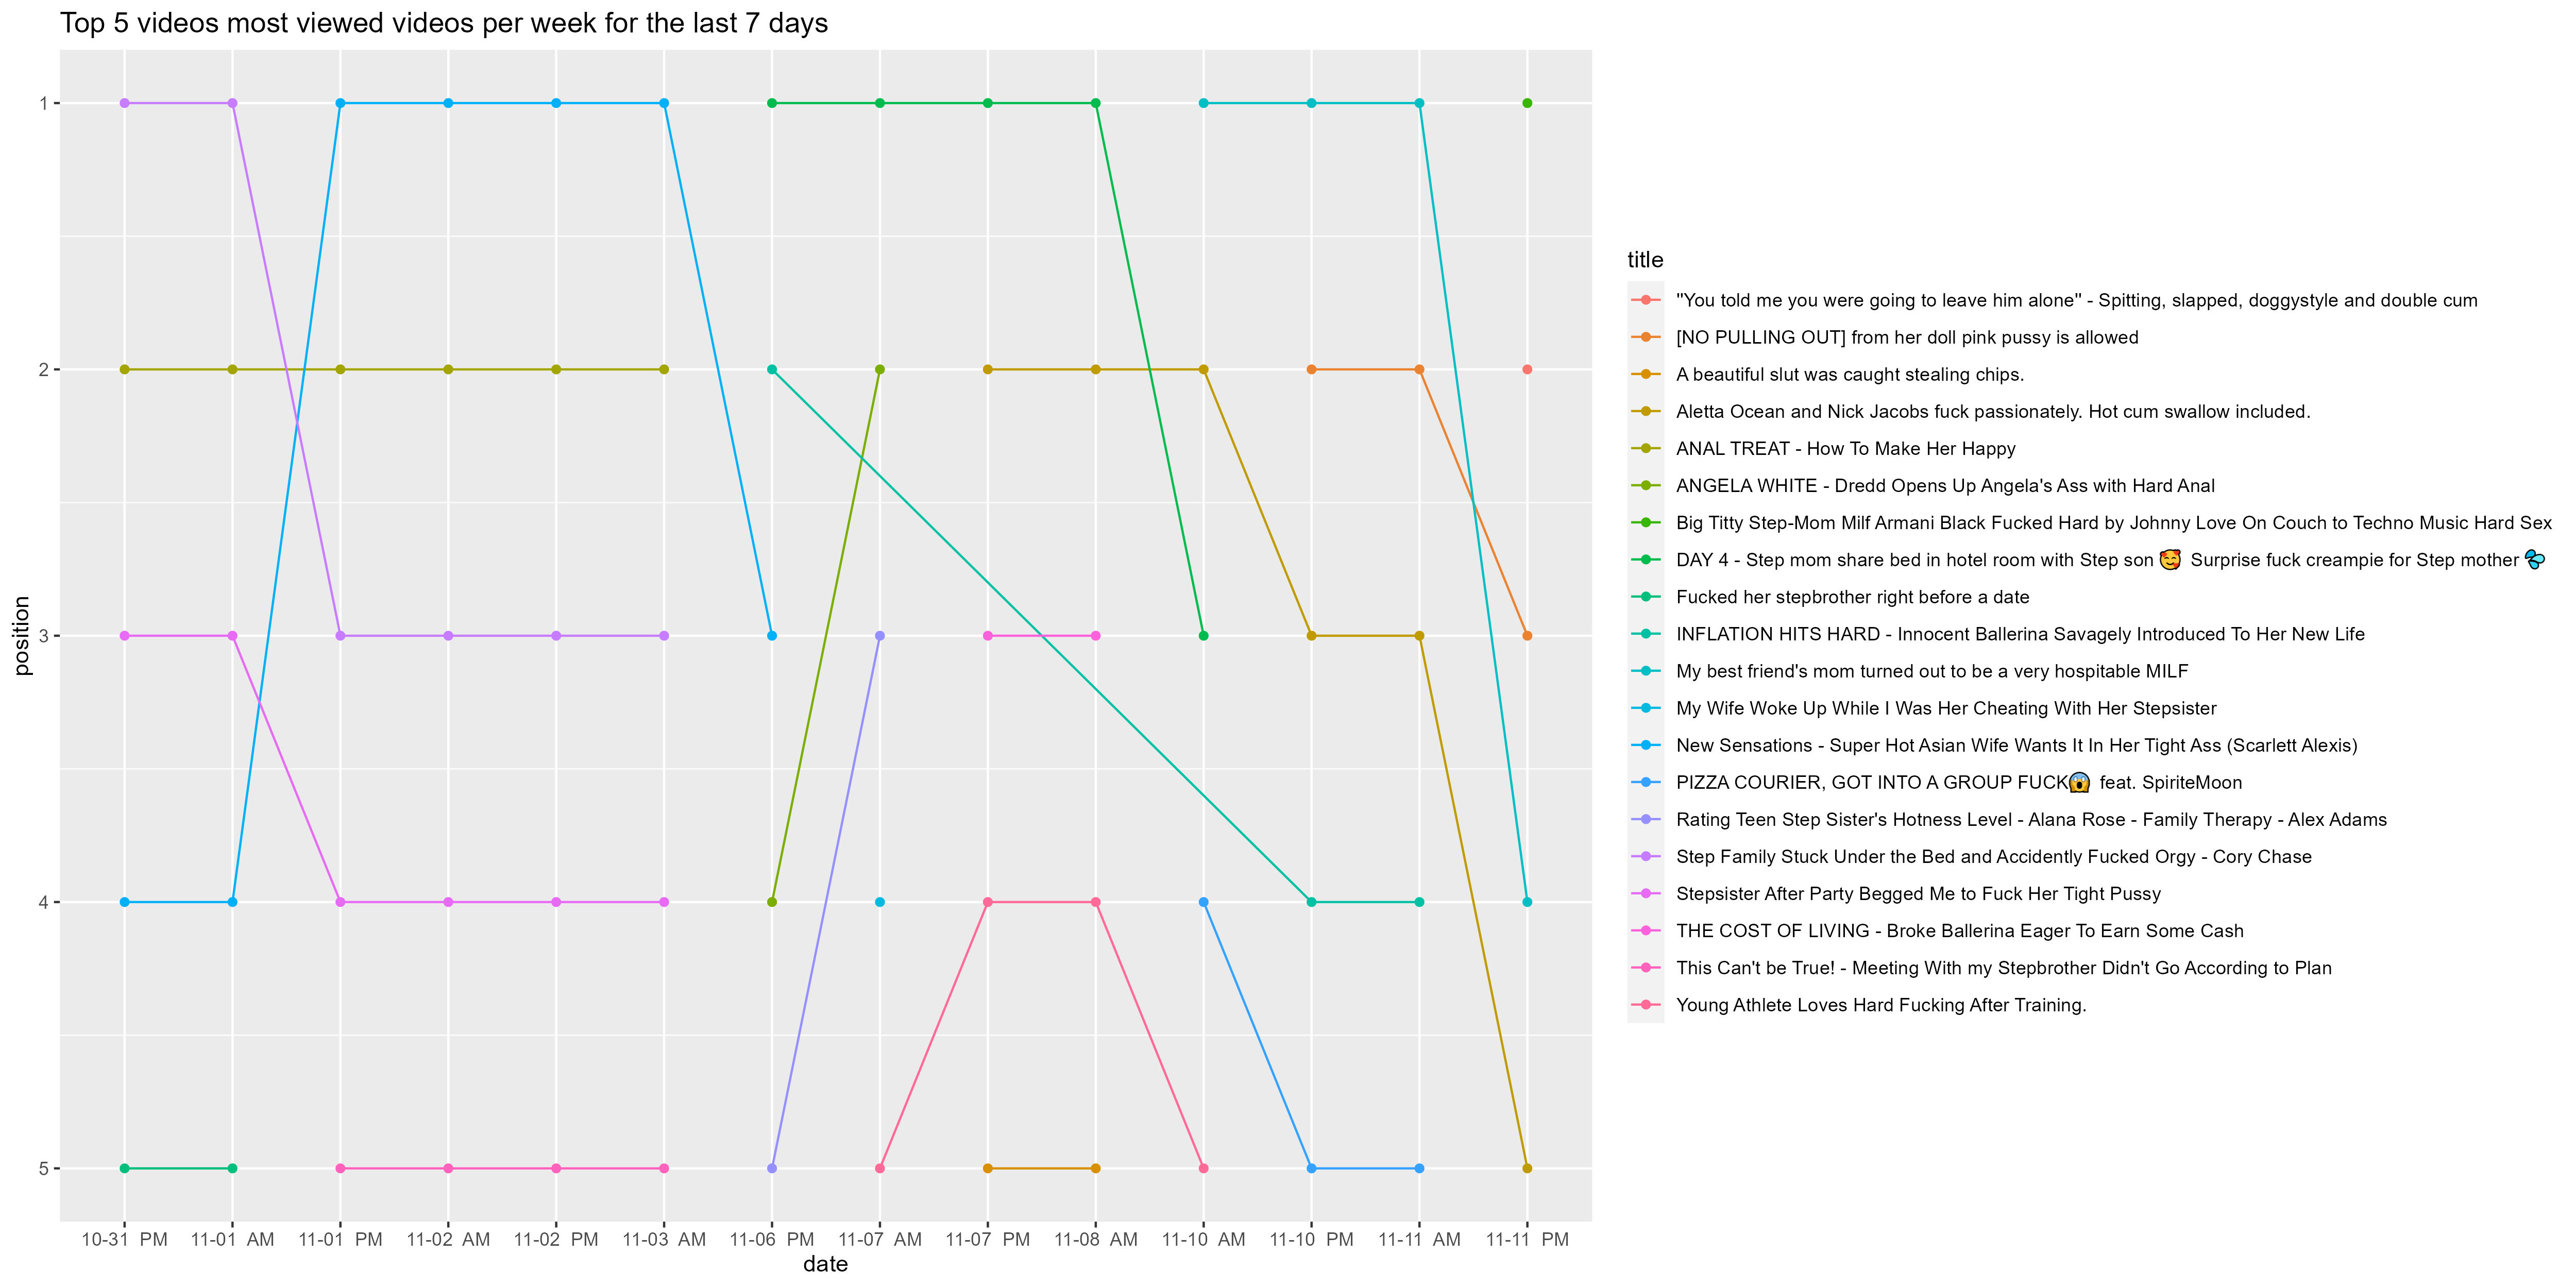 Top 5 videos most viewed videos per week for the last 7 days
position
1
2
3
4
5
10-31 PM 11-01 AM 11-01 PM 11-02 AM 11-02 PM 11-03 AM 11-06 PM 11-07 AM 11-07 PM 11-08 AM 11-10 AM 11-10 PM 11-11 AM 11-11 PM
date
title
"You told me you were going to leave him alone" - Spitting, slapped, doggystyle and double cum
[NO PULLING OUT] from her doll pink pussy is allowed
A beautiful slut was caught stealing chips.
Aletta Ocean and Nick Jacobs fuck passionately. Hot cum swallow included.
ANAL TREAT - How To Make Her Happy
ANGELA WHITE - Dredd Opens Up Angela's Ass with Hard Anal
Big Titty Step-Mom Milf Armani Black Fucked Hard by Johnny Love On Couch to Techno Music Hard Sex
DAY 4 - Step mom share bed in hotel room with Step son 🥰 Surprise fuck creampie for Step mother 💦
Fucked her stepbrother right before a date
INFLATION HITS HARD - Innocent Ballerina Savagely Introduced To Her New Life
My best friend's mom turned out to be a very hospitable MILF
My Wife Woke Up While I Was Her Cheating With Her Stepsister
New Sensations - Super Hot Asian Wife Wants It In Her Tight Ass (Scarlett Alexis)
PIZZA COURIER, GOT INTO A GROUP FUCK😱 feat. SpiriteMoon
Rating Teen Step Sister's Hotness Level - Alana Rose - Family Therapy - Alex Adams
Step Family Stuck Under the Bed and Accidently Fucked Orgy - Cory Chase
Stepsister After Party Begged Me to Fuck Her Tight Pussy
THE COST OF LIVING - Broke Ballerina Eager To Earn Some Cash
This Can't be True! - Meeting With my Stepbrother Didn't Go According to Plan
Young Athlete Loves Hard Fucking After Training.